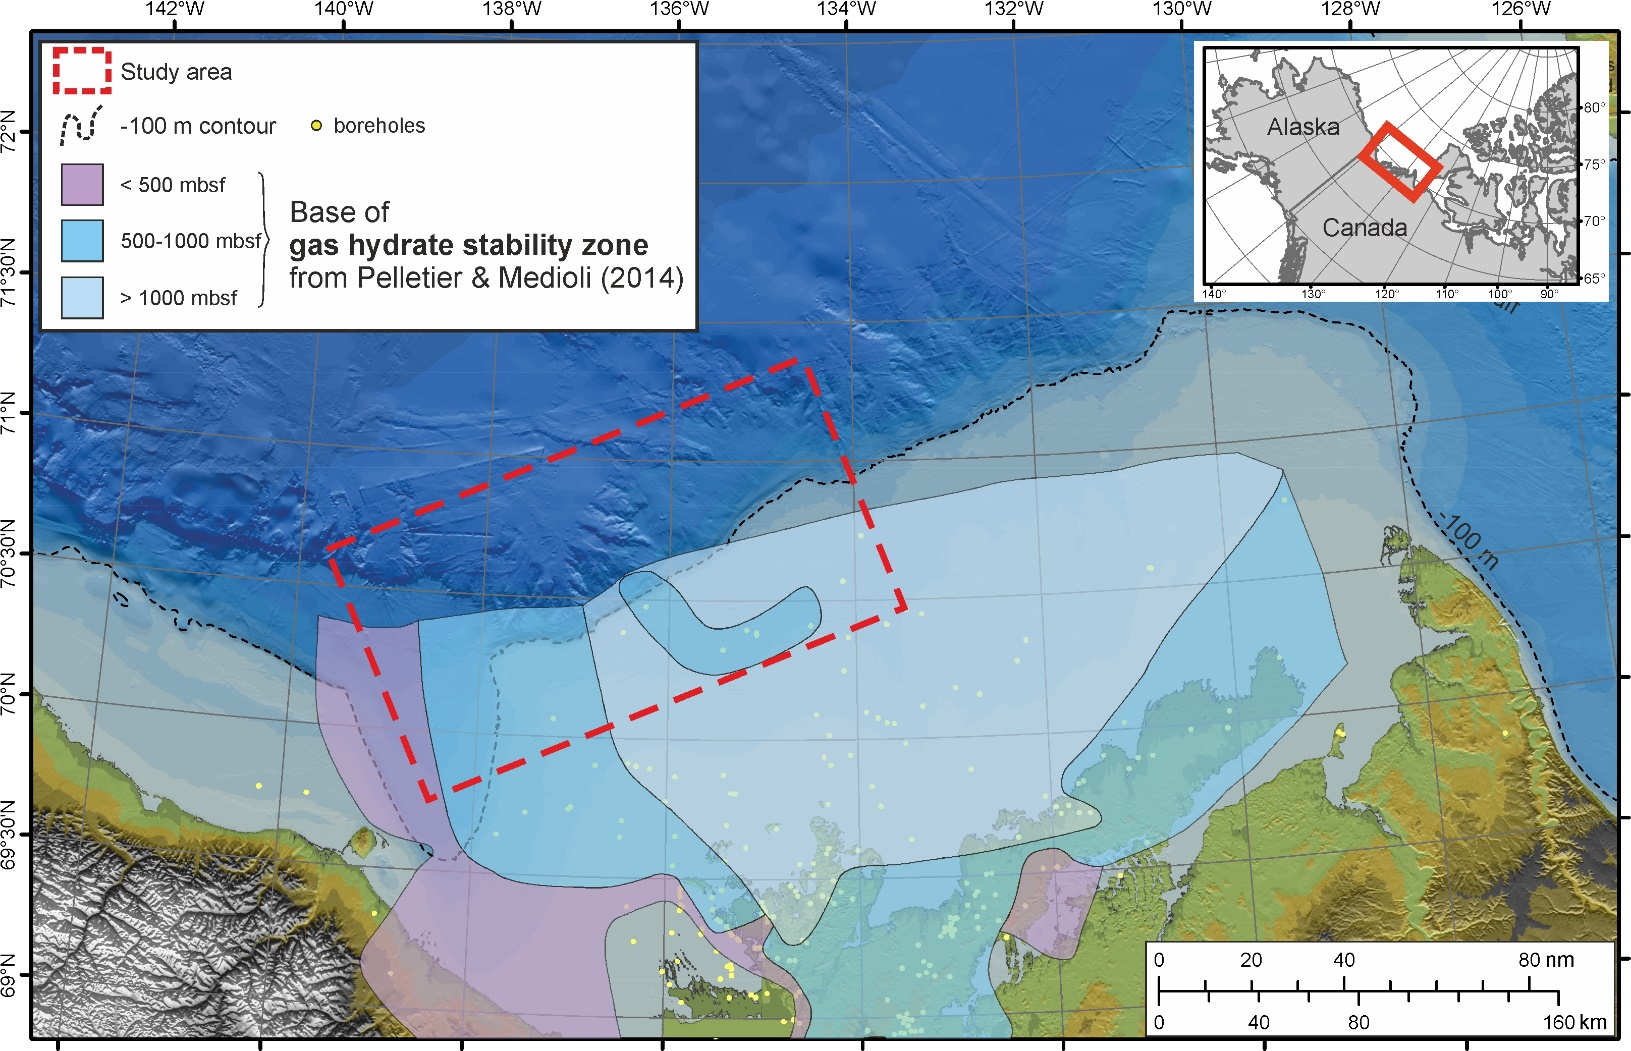 142°W 140°W 138°W 136°W 134°W 132°W 130°W 128°W 126°W
72°N
71°30'N
71°N
70°30'N
70°N
69°30'N
69°N
Study area
-100 m contour
boreholes
< 500 mbsf
500-1000 mbsf
> 1000 mbsf
Base of
gas hydrate stability zone
from Pelletier & Medioli (2014)
Alaska
Canada
80°
75°
70°
65°
140° 130° 120° 110° 100° 90°
-100 m
0 20 40 80 nm
0 40 80 160 km